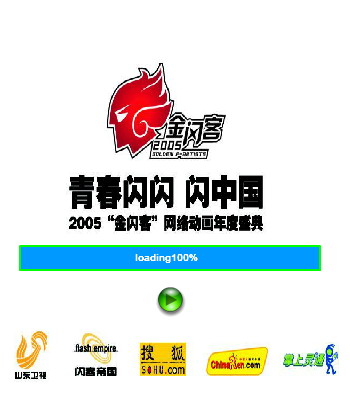 金闪客
2005
GOLDEN F-ARTISTS
青春闪闪 闪中国
2005“金闪客”网络动画年度盛典
loading100%
山东卫视
flash empire.
闪客帝国
搜狐
SOHU.com
Chinaren.com
掌上灵通